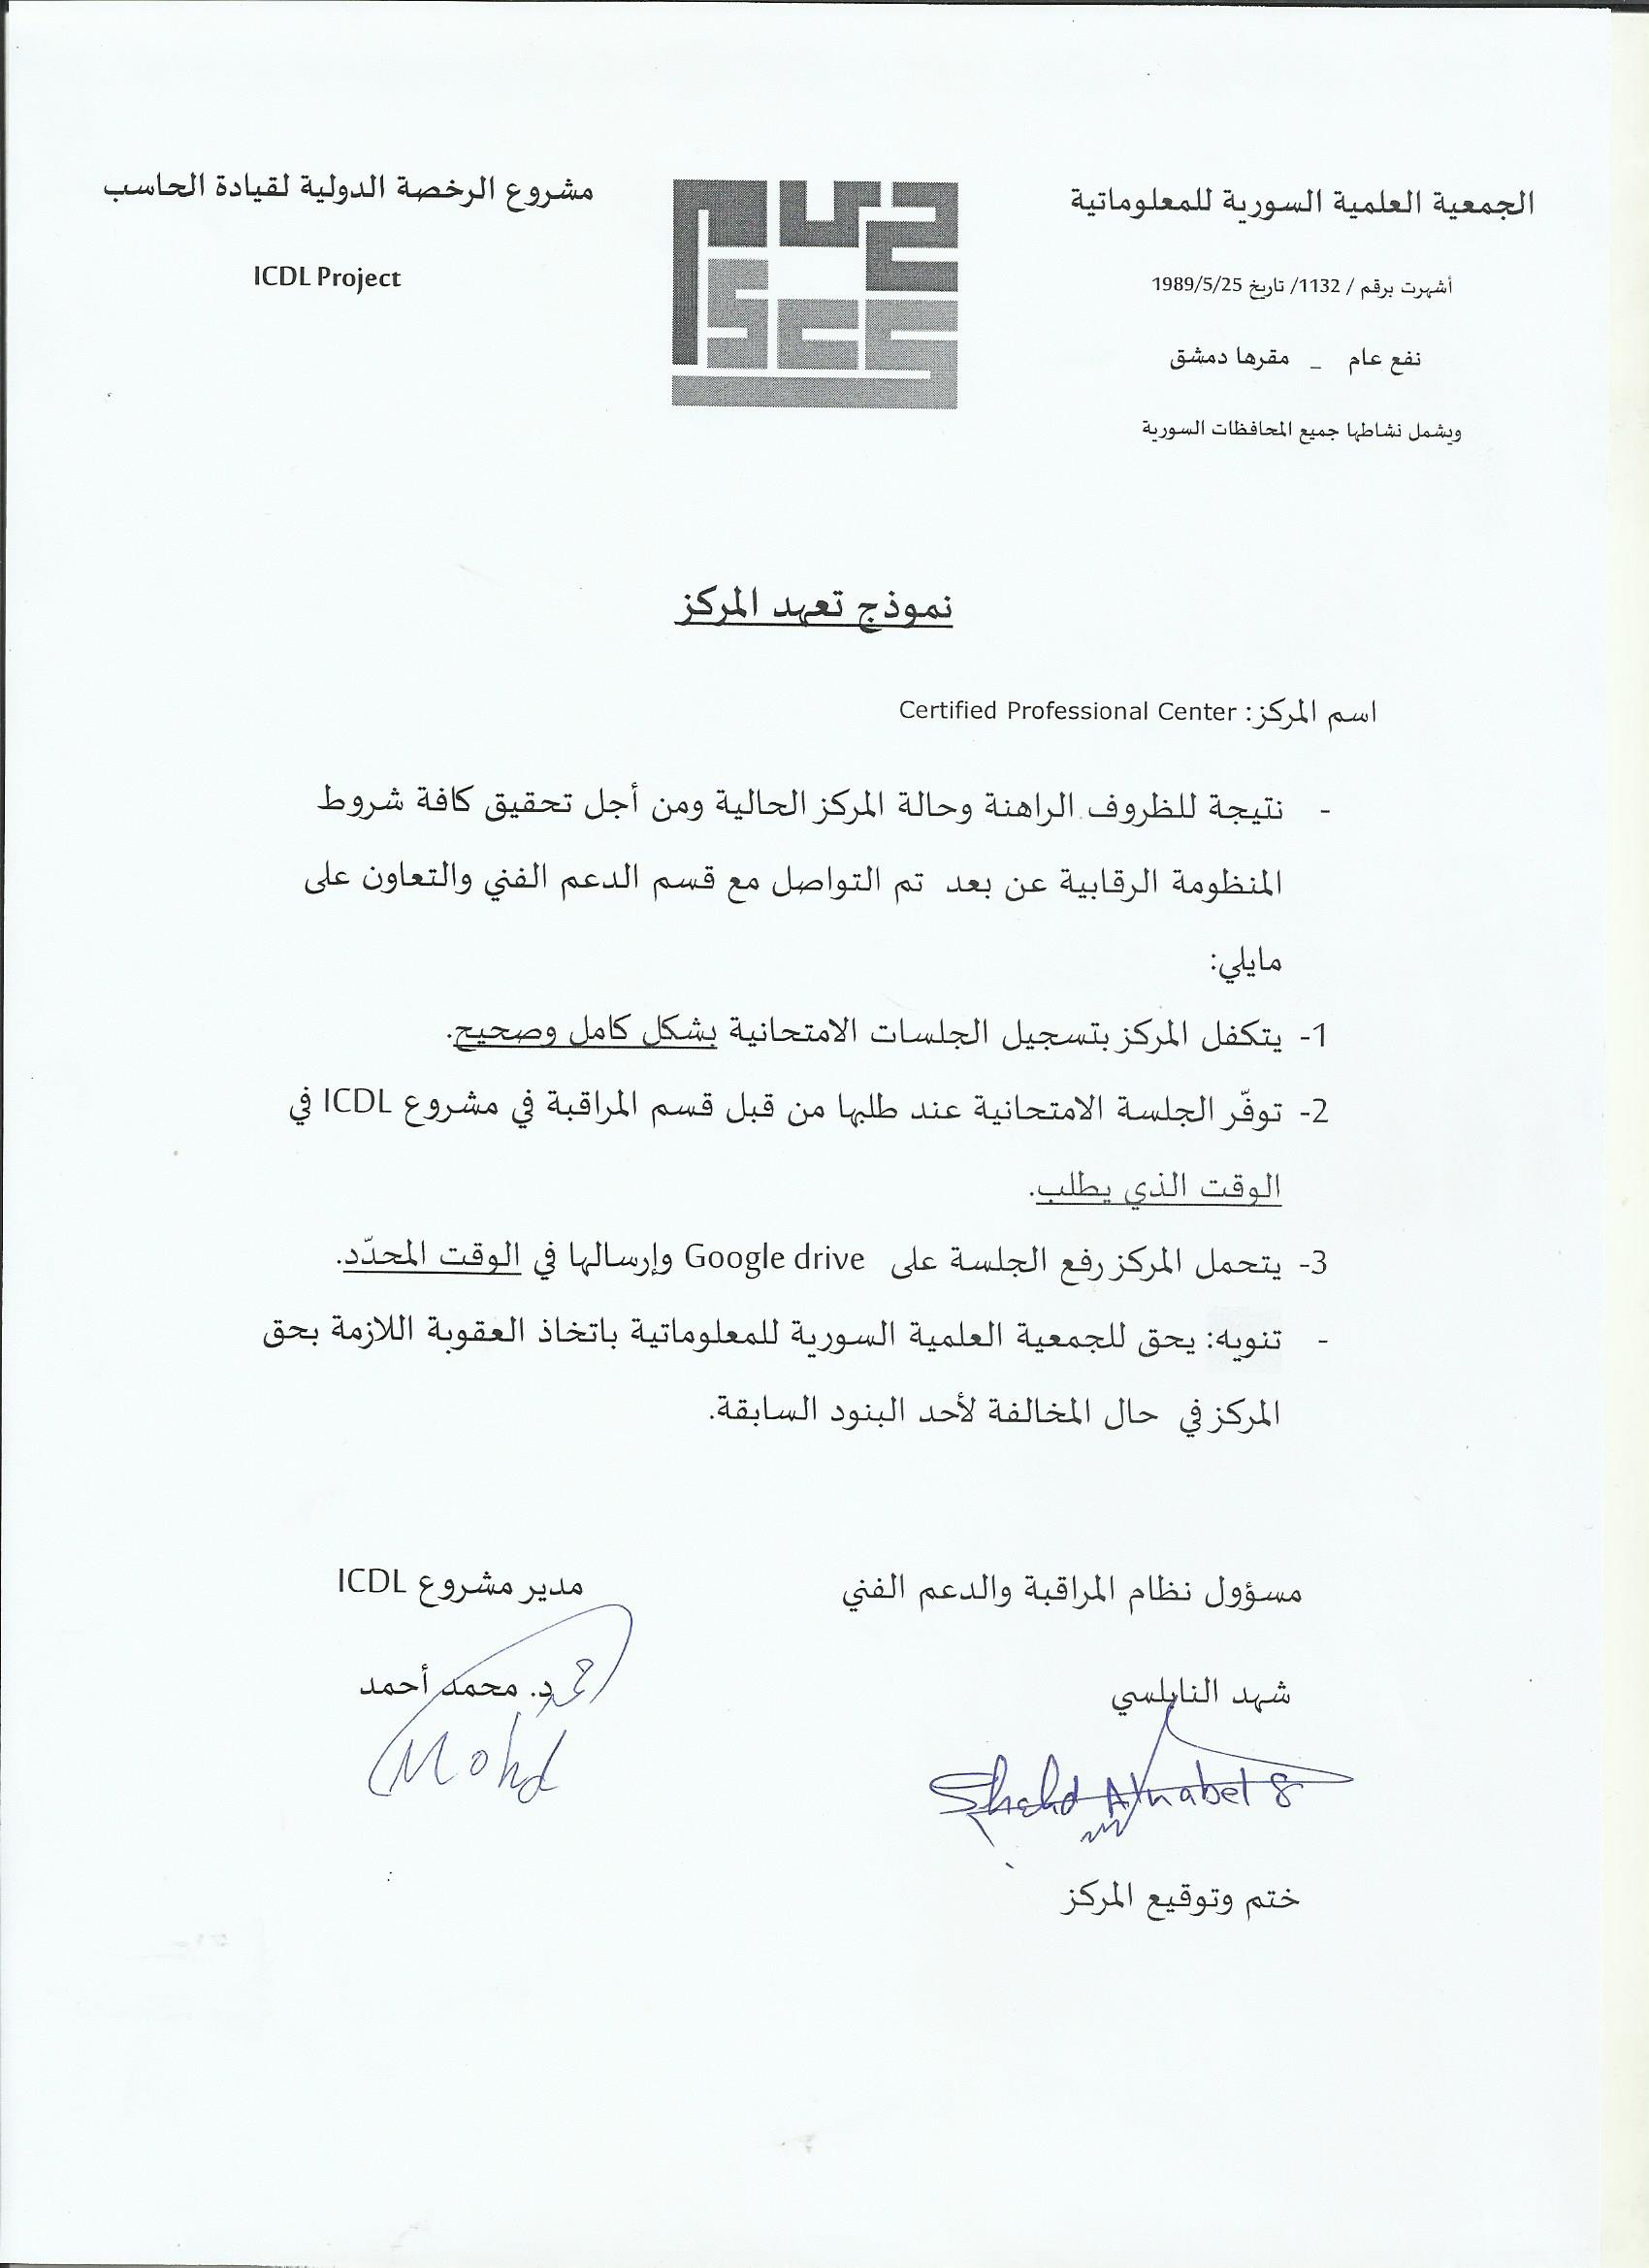 الجمعية العلمية السورية للمعلوماتية
أشهرت برقم / 1132/ تاريخ 1989/5/25
نفع عام _ مقرها دمشق
ويشمل نشاطها جميع المحافظات السورية
مشروع الرخصة الدولية لقيادة الحاسب
ICDL Project
نموذج تعهد المركز
اسم المركز: Certified Professional Center
- نتيجة للظروف الراهنة وحالة المركز الحالية ومن أجل تحقيق كافة شروط
المنظومة الرقابية عن بعد تم التواصل مع قسم الدعم الفني والتعاون على
مايلي:
1- يتكفل المركز بتسجيل الجلسات الامتحانية بشكل كامل وصحيح.
2- توفّر الجلسة الامتحانية عند طلبها من قبل قسم المراقبة في مشروع ICDL في
الوقت الذي يطلب.
3- يتحمل المركز رفع الجلسة على Google drive وإرسالها في الوقت المحدّد.
- تنويه: يحق للجمعية العلمية السورية للمعلوماتية باتخاذ العقوبة اللازمة بحق
المركز في حال المخالفة لأحد البنود السابقة.
مسؤول نظام المراقبة والدعم الفني
شهد النابلسي
مدير مشروع ICDL
د. محمد أحمد
Mohd
ختم وتوقيع المركز